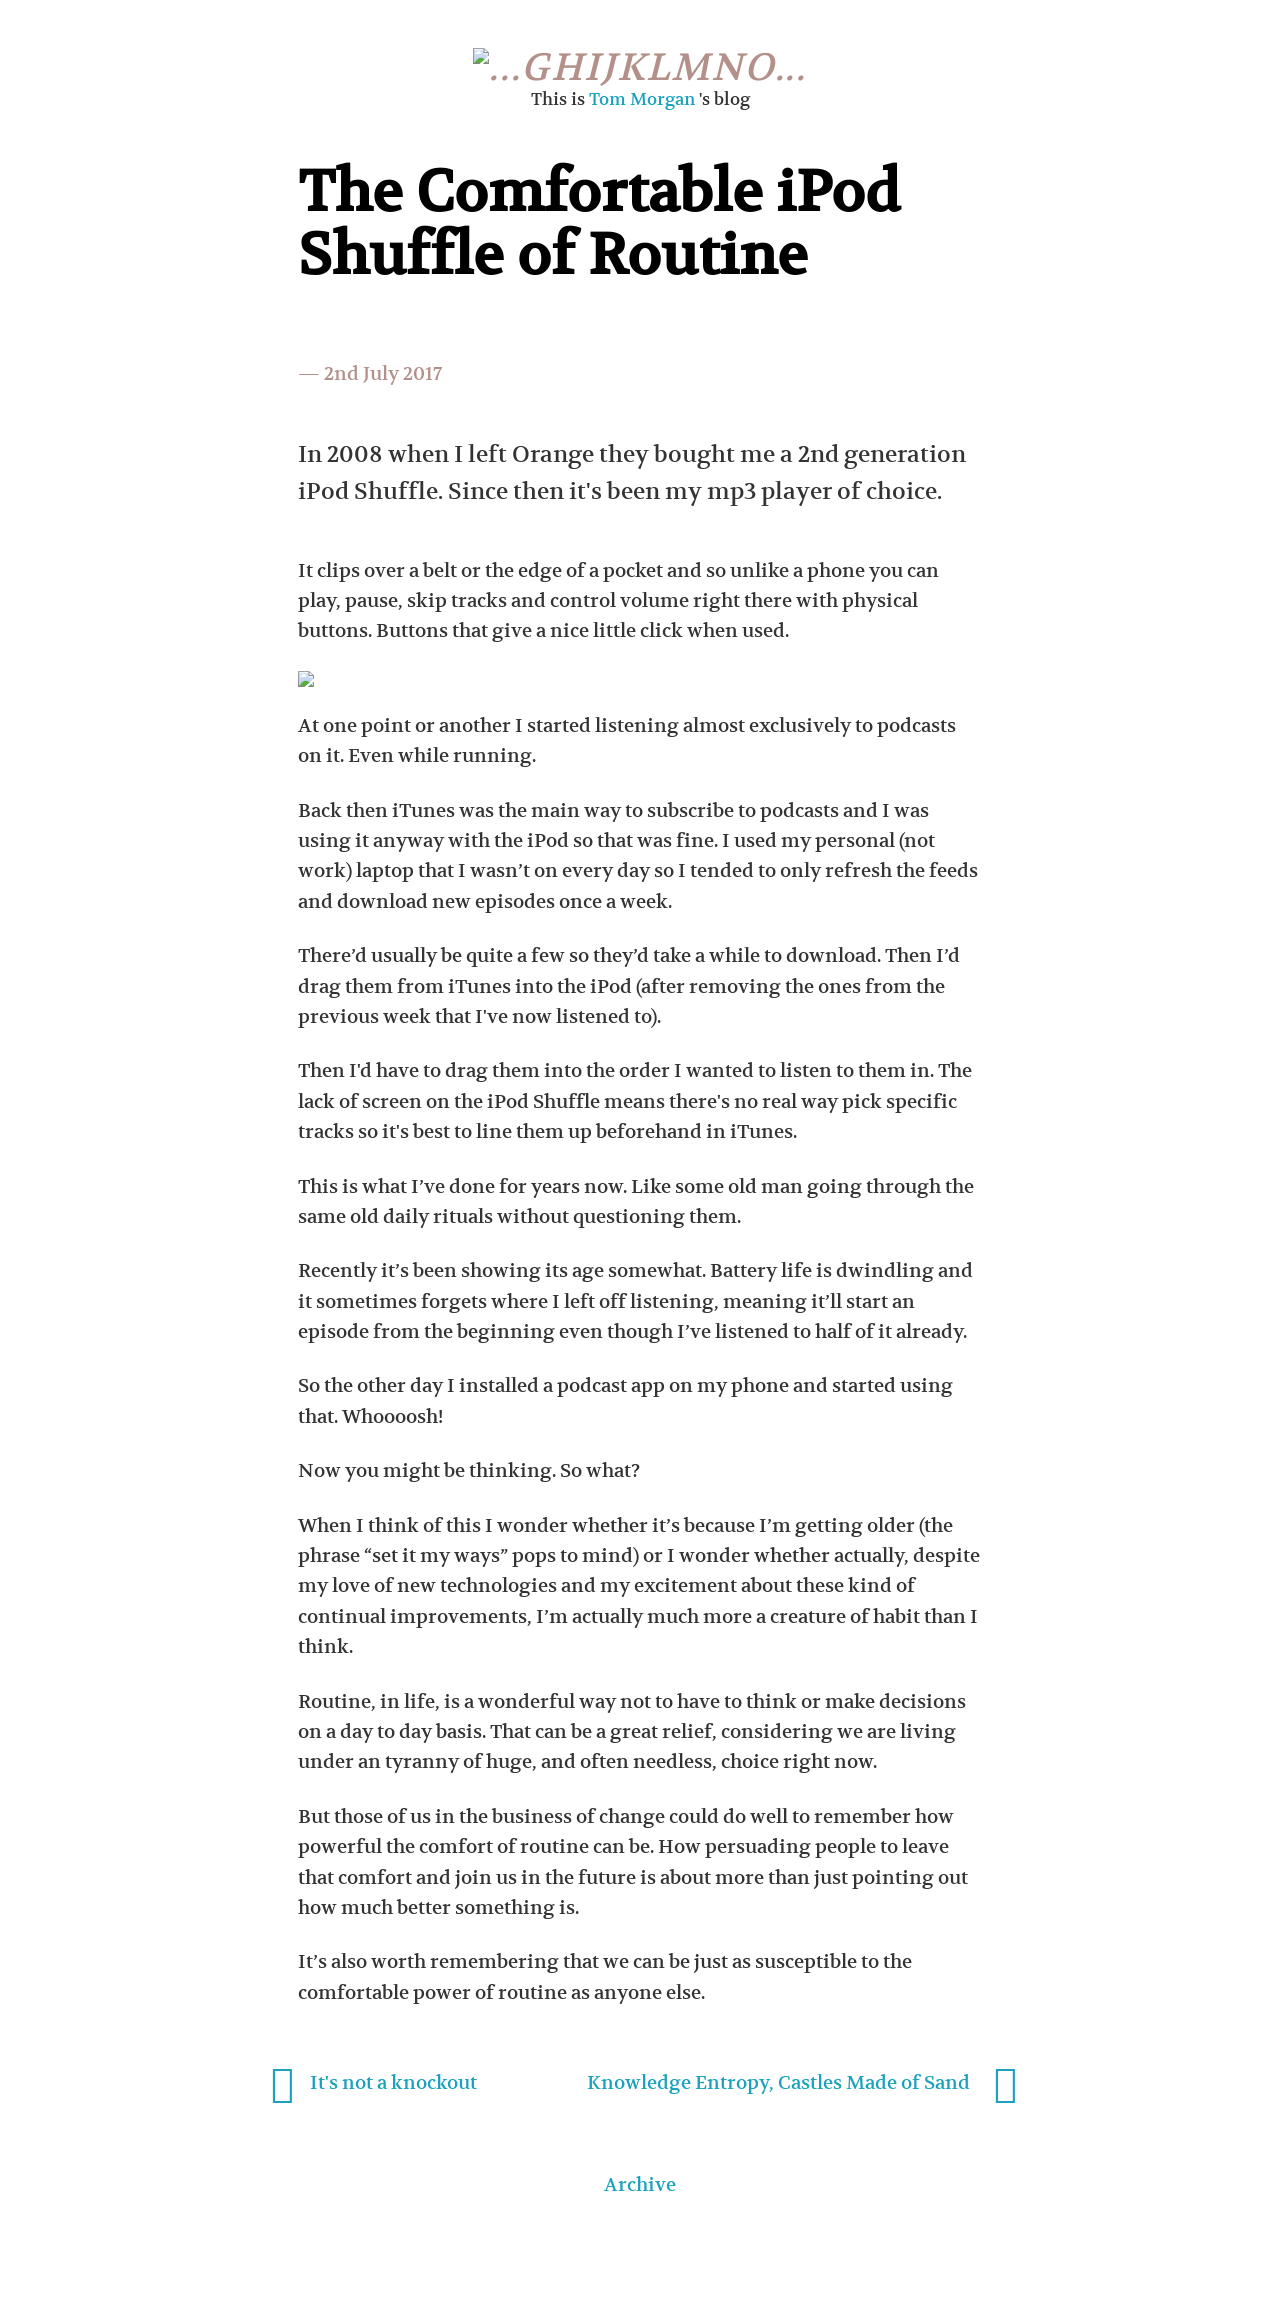 ...GHIJKLMNO...
This is Tom Morgan 's blog
The Comfortable iPod
Shuffle of Routine
— 2nd July 2017
In 2008 when I left Orange they bought me a 2nd generation
iPod Shuffle. Since then it's been my mp3 player of choice.
It clips over a belt or the edge of a pocket and so unlike a phone you can
play, pause, skip tracks and control volume right there with physical
buttons. Buttons that give a nice little click when used.
At one point or another I started listening almost exclusively to podcasts
on it. Even while running.
Back then iTunes was the main way to subscribe to podcasts and I was
using it anyway with the iPod so that was fine. I used my personal (not
work) laptop that I wasn’t on every day so I tended to only refresh the feeds
and download new episodes once a week.
There’d usually be quite a few so they’d take a while to download. Then I’d
drag them from iTunes into the iPod (after removing the ones from the
previous week that I've now listened to).
Then I'd have to drag them into the order I wanted to listen to them in. The
lack of screen on the iPod Shuffle means there's no real way pick specific
tracks so it's best to line them up beforehand in iTunes.
This is what I’ve done for years now. Like some old man going through the
same old daily rituals without questioning them.
Recently it’s been showing its age somewhat. Battery life is dwindling and
it sometimes forgets where I left off listening, meaning it’ll start an
episode from the beginning even though I’ve listened to half of it already.
So the other day I installed a podcast app on my phone and started using
that. Whoooosh!
Now you might be thinking. So what?
When I think of this I wonder whether it’s because I’m getting older (the
phrase “set it my ways” pops to mind) or I wonder whether actually, despite
my love of new technologies and my excitement about these kind of
continual improvements, I’m actually much more a creature of habit than I
think.
Routine, in life, is a wonderful way not to have to think or make decisions
on a day to day basis. That can be a great relief, considering we are living
under an tyranny of huge, and often needless, choice right now.
But those of us in the business of change could do well to remember how
powerful the comfort of routine can be. How persuading people to leave
that comfort and join us in the future is about more than just pointing out
how much better something is.
It’s also worth remembering that we can be just as susceptible to the
comfortable power of routine as anyone else.
It's not a knockout
Knowledge Entropy, Castles Made of Sand
Archive